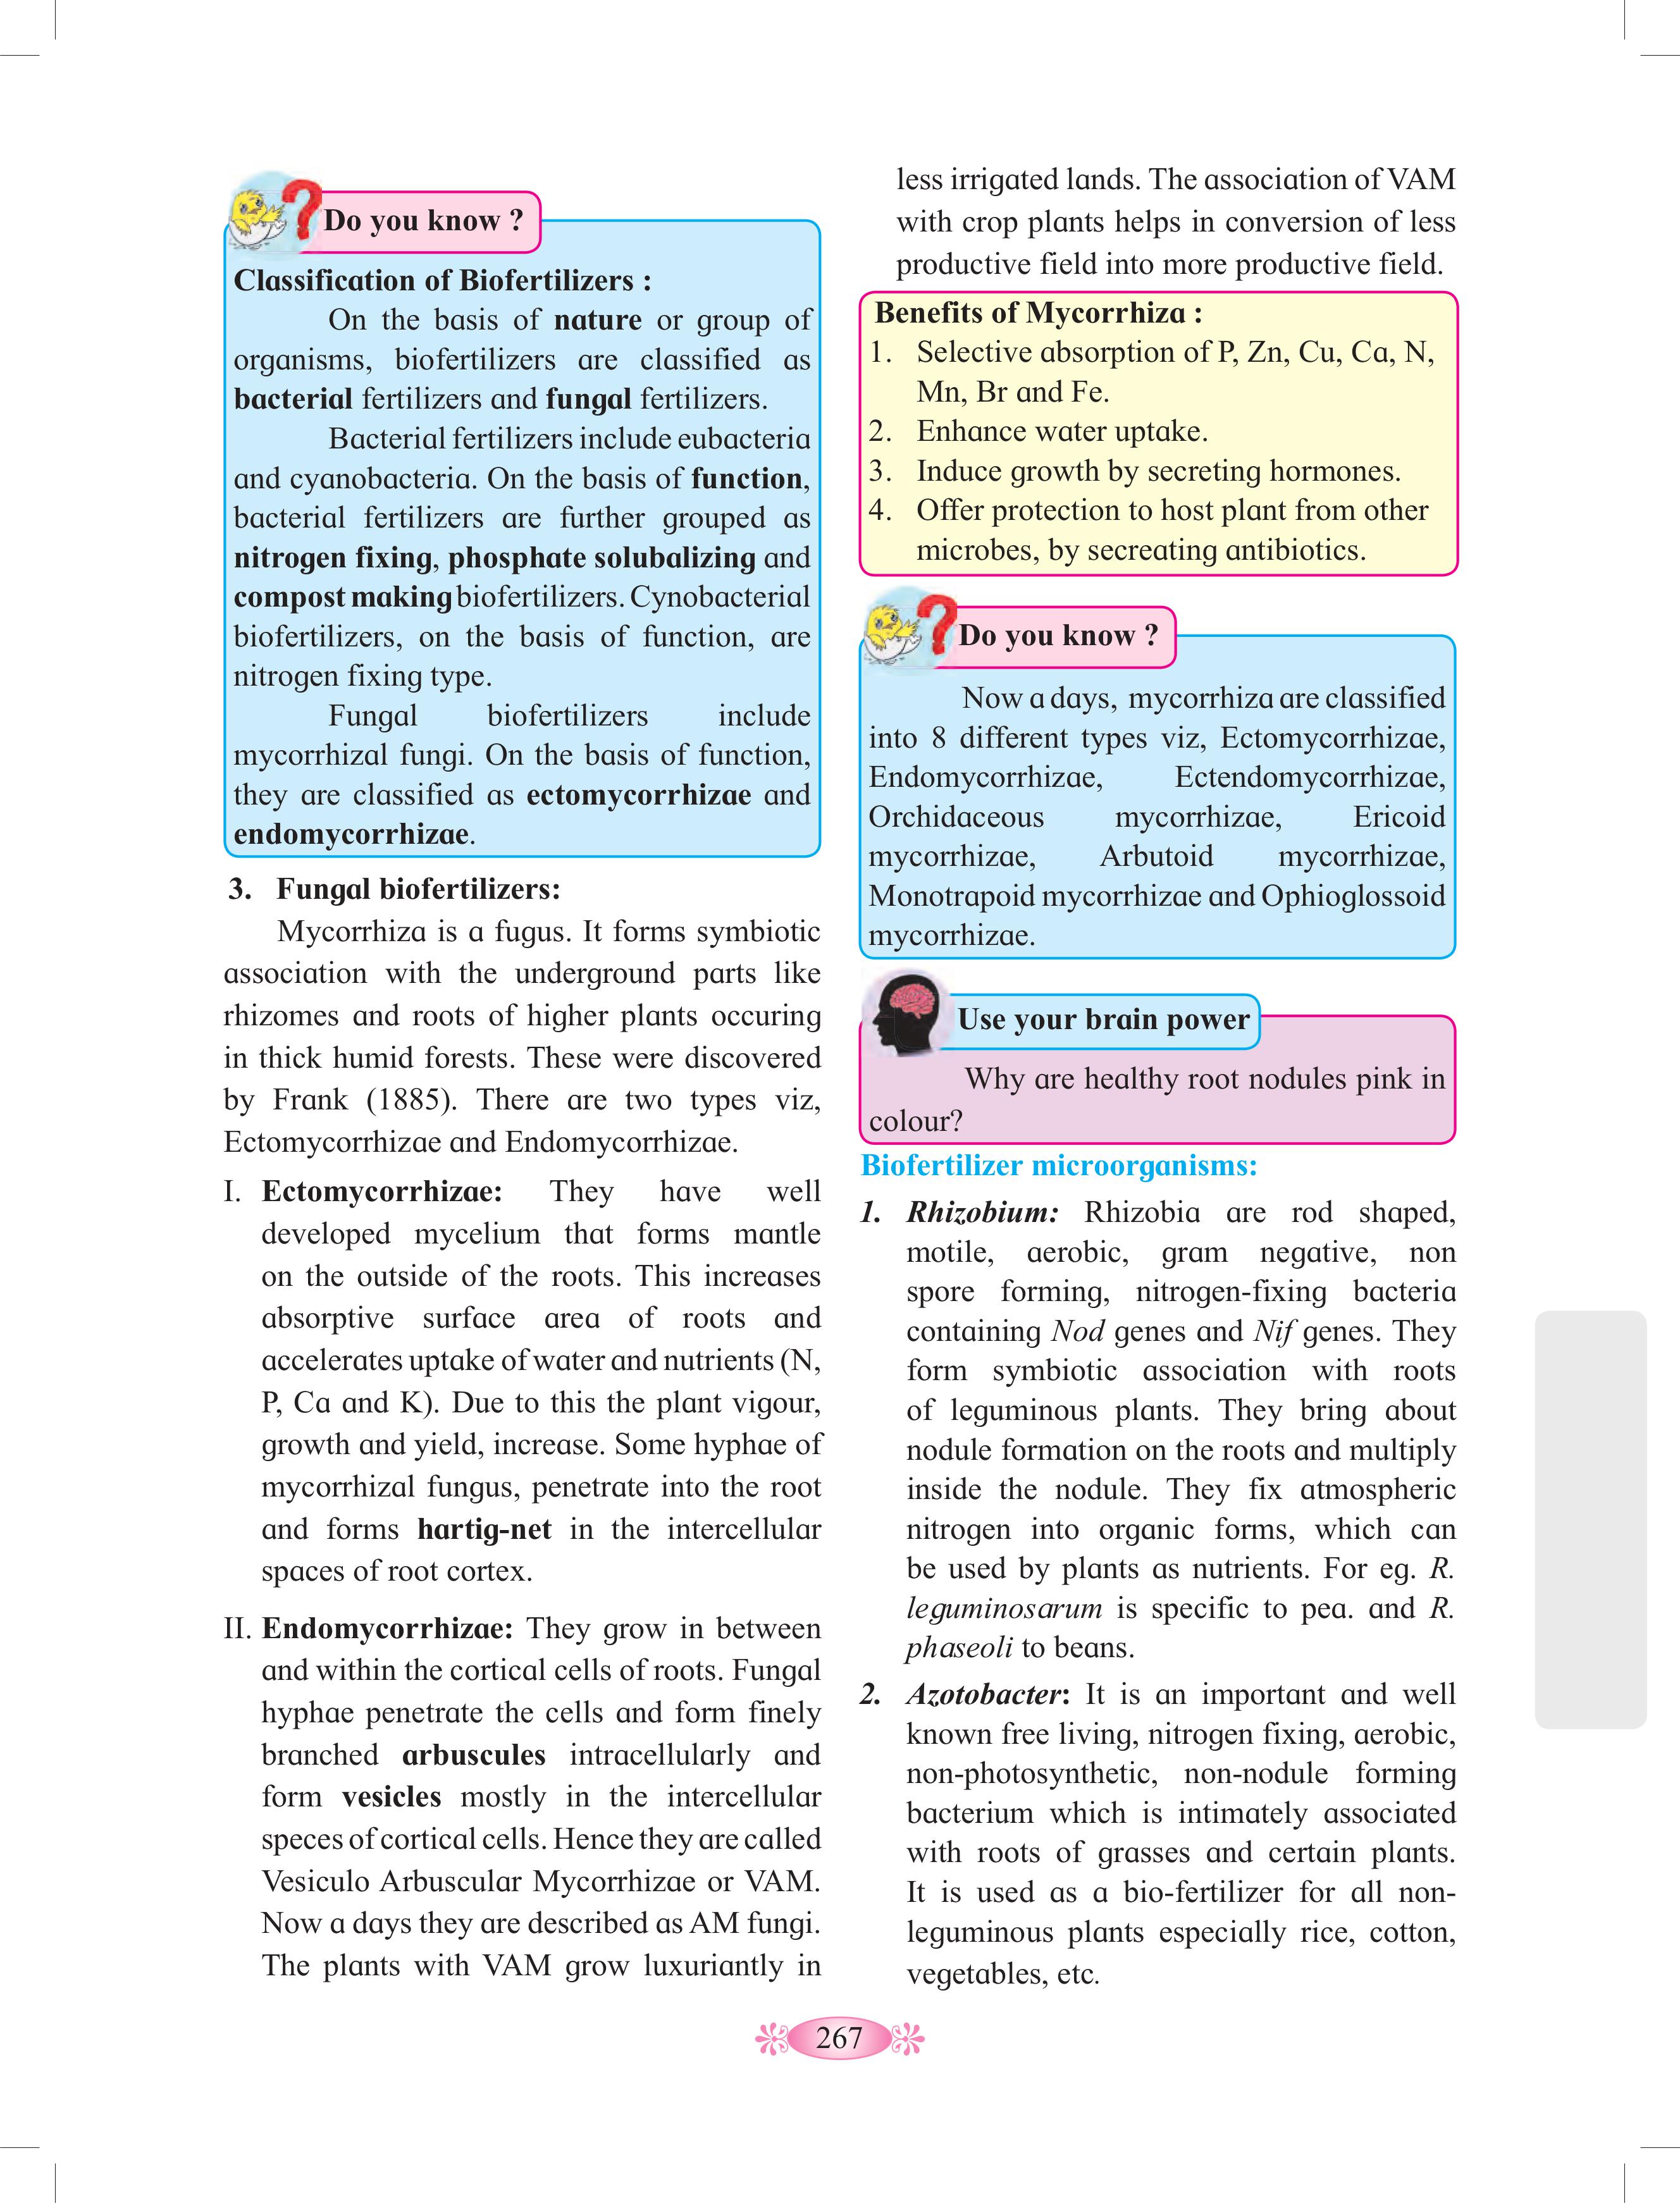 Do you know ?
Classification of Biofertilizers :
On the basis of nature or group of
organisms, biofertilizers are classified as
bacterial fertilizers and fungal fertilizers.
Bacterial fertilizers include eubacteria
and cyanobacteria. On the basis of function,
bacterial fertilizers are further grouped as
nitrogen fixing, phosphate solubalizing and
compost making biofertilizers. Cynobacterial
biofertilizers, on the basis of function, are
nitrogen fixing type.
Fungal biofertilizers include
mycorrhizal fungi. On the basis of function,
they are classified as ectomycorrhizae and
endomycorrhizae.
3. Fungal biofertilizers:
Mycorrhiza is a fugus. It forms symbiotic
association with the underground parts like
rhizomes and roots of higher plants occuring
in thick humid forests. These were discovered
by Frank (1885). There are two types viz,
Ectomycorrhizae and Endomycorrhizae.
I. Ectomycorrhizae: They have well
developed mycelium that forms mantle
on the outside of the roots. This increases
absorptive surface area of roots and
accelerates uptake of water and nutrients (N,
P, Ca and K). Due to this the plant vigour,
growth and yield, increase. Some hyphae of
mycorrhizal fungus, penetrate into the root
and forms hartig-net in the intercellular
spaces of root cortex.
II. Endomycorrhizae: They grow in between
and within the cortical cells of roots. Fungal
hyphae penetrate the cells and form finely
branched arbuscules intracellularly and
form vesicles mostly in the intercellular
speces of cortical cells. Hence they are called
Vesiculo Arbuscular Mycorrhizae or VAM.
Now a days they are described as AM fungi.
The plants with VAM grow luxuriantly in
less irrigated lands. The association of VAM
with crop plants helps in conversion of less
productive field into more productive field.
Benefits of Mycorrhiza :
1. Selective absorption of P, Zn, Cu, Ca, N,
Mn, Br and Fe.
2. Enhance water uptake.
3. Induce growth by secreting hormones.
4. Offer protection to host plant from other
microbes, by secreating antibiotics.
Do you know ?
Now a days, mycorrhiza are classified
into 8 different types viz, Ectomycorrhizae,
Endomycorrhizae, Ectendomycorrhizae,
Orchidaceous mycorrhizae, Ericoid
mycorrhizae, Arbutoid mycorrhizae,
Monotrapoid mycorrhizae and Ophioglossoid
mycorrhizae.
Use your brain power
Why are healthy root nodules pink in
colour?
Biofertilizer microorganisms:
1. Rhizobium: Rhizobia are rod shaped,
motile, aerobic, gram negative, non
spore forming, nitrogen-fixing bacteria
containing Nod genes and Nif genes. They
form symbiotic association with roots
of leguminous plants. They bring about
nodule formation on the roots and multiply
inside the nodule. They fix atmospheric
nitrogen into organic forms, which can
be used by plants as nutrients. For eg. R.
leguminosarum is specific to pea. and R.
phaseoli to beans.
2. Azotobacter: It is an important and well
known free living, nitrogen fixing, aerobic,
non-photosynthetic, non-nodule forming
bacterium which is intimately associated
with roots of grasses and certain plants.
It is used as a bio-fertilizer for all non-
leguminous plants especially rice, cotton,
vegetables, etc.
267